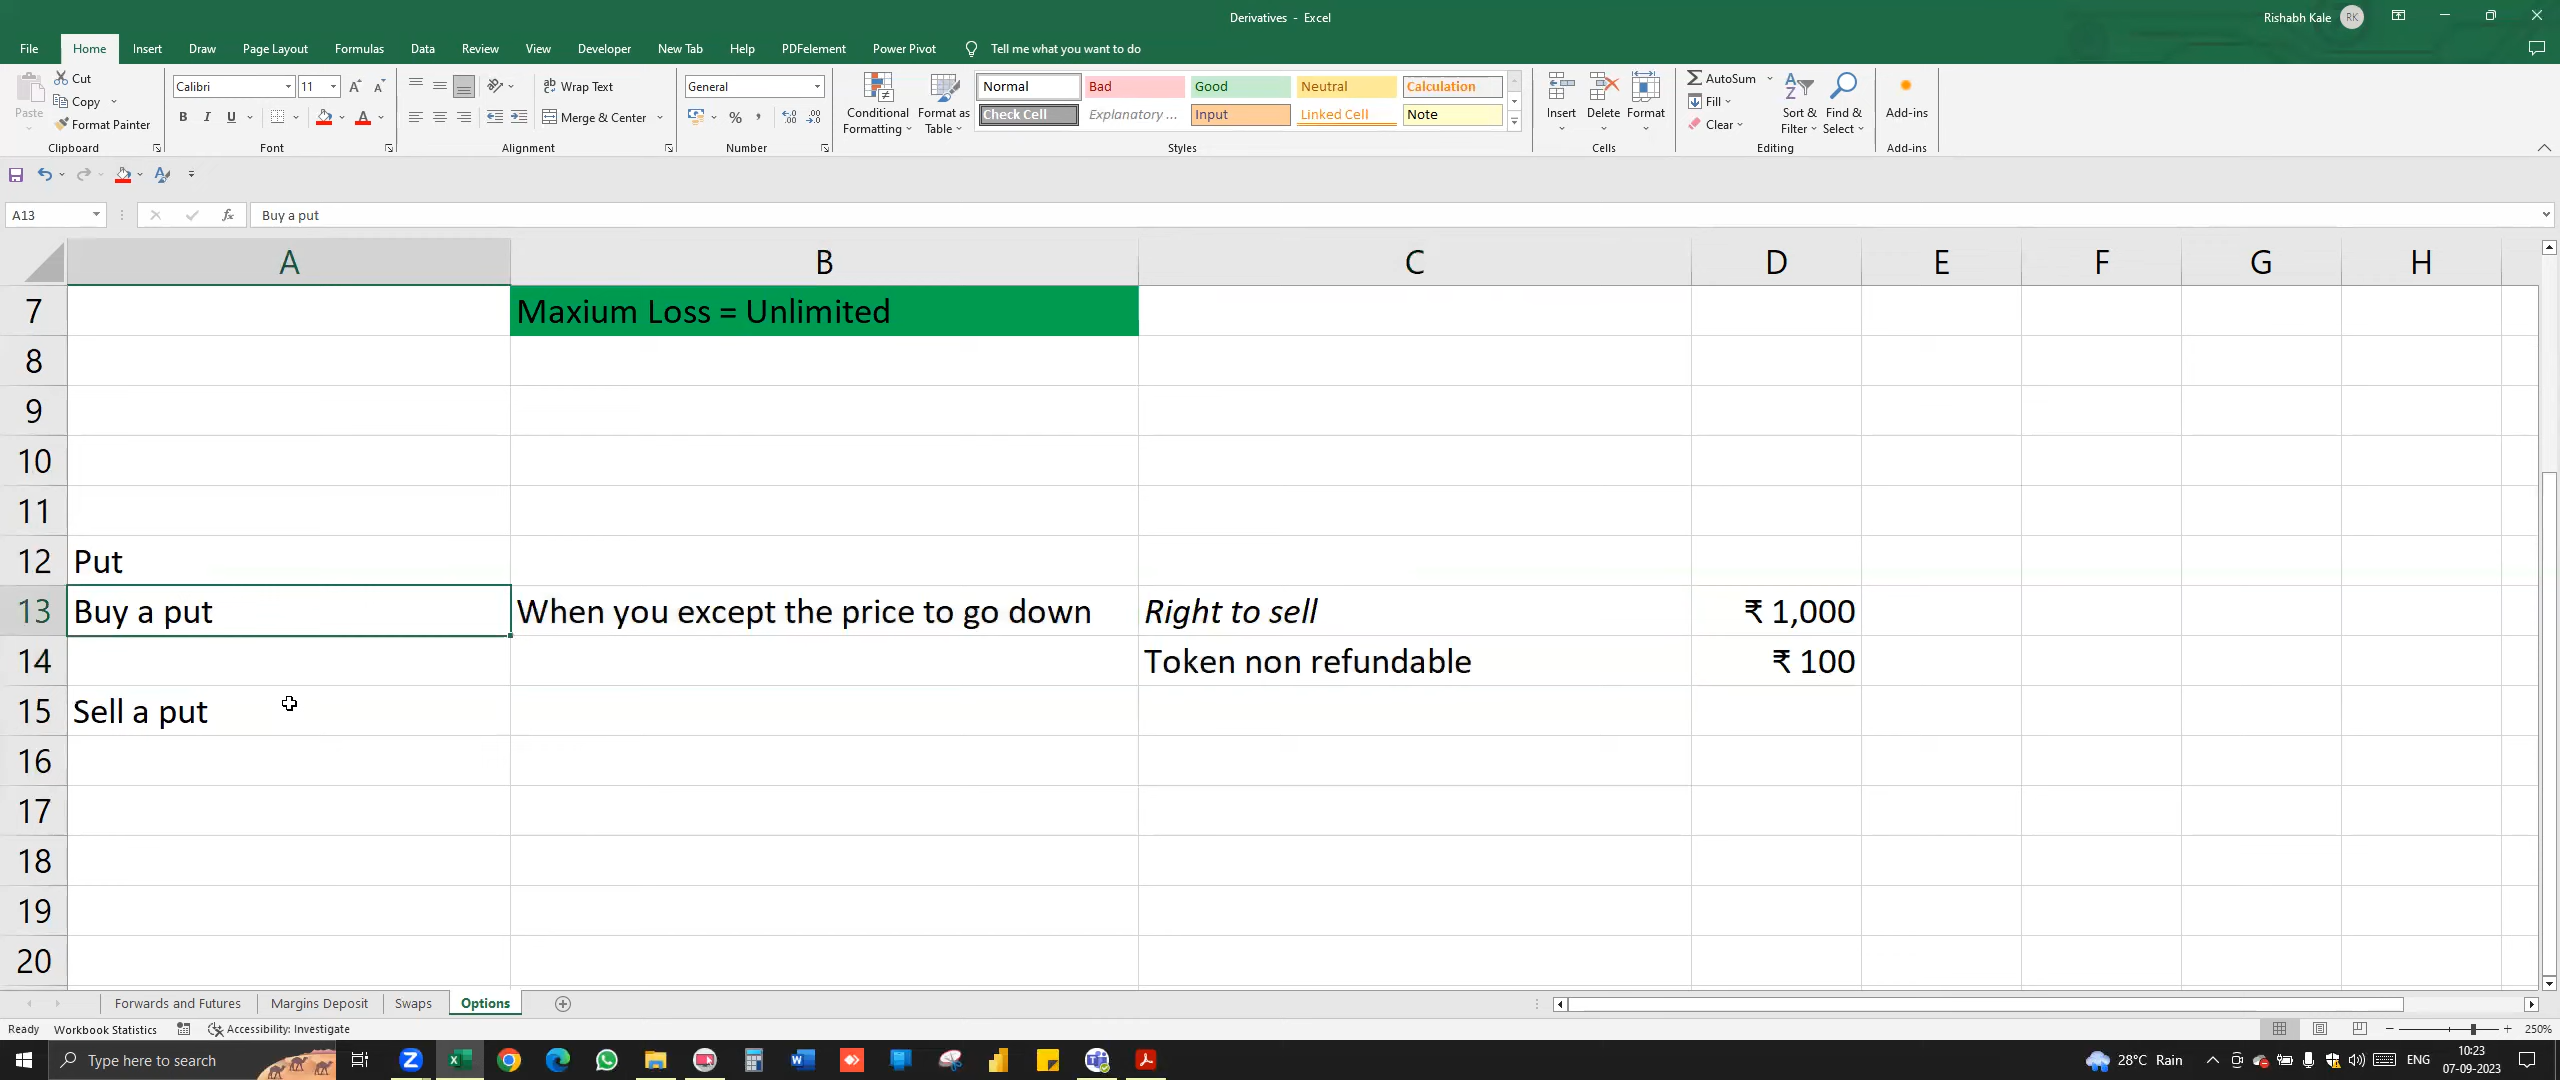 Derivatives - Excel
Rishabh Kale RK
File Home Insert Draw Page Layout Formulas Data Review View Developer New Tab Help PDFelement Power Pivot Tell me what you want to do
Paste
Cut
Copy
Format Painter
Clipboard
Calibri 11 A A
B I U A
Font
ab Wrap Text
Merge & Center
Alignment
General
% ,
Number
Conditional Formatting
Format as Table
Normal Bad Good Neutral Calculation
Check Cell Explanatory ... Input Linked Cell Note
Styles
Insert Delete Format
Cells
AutoSum
Fill
Clear
Sort & Filter
Find & Select
Editing
Add-ins
Add-ins
A13 fx Buy a put
A B C D E F G H
7 Maxium Loss = Unlimited
8
9
10
11
12 Put
13 Buy a put When you except the price to go down Right to sell ₹ 1,000
14 Token non refundable ₹ 100
15 Sell a put
16
17
18
19
20
Forwards and Futures Margins Deposit Swaps Options
Ready Workbook Statistics Accessibility: Investigate 250%
Type here to search
28°C Rain ENG 10:23
07-09-2023